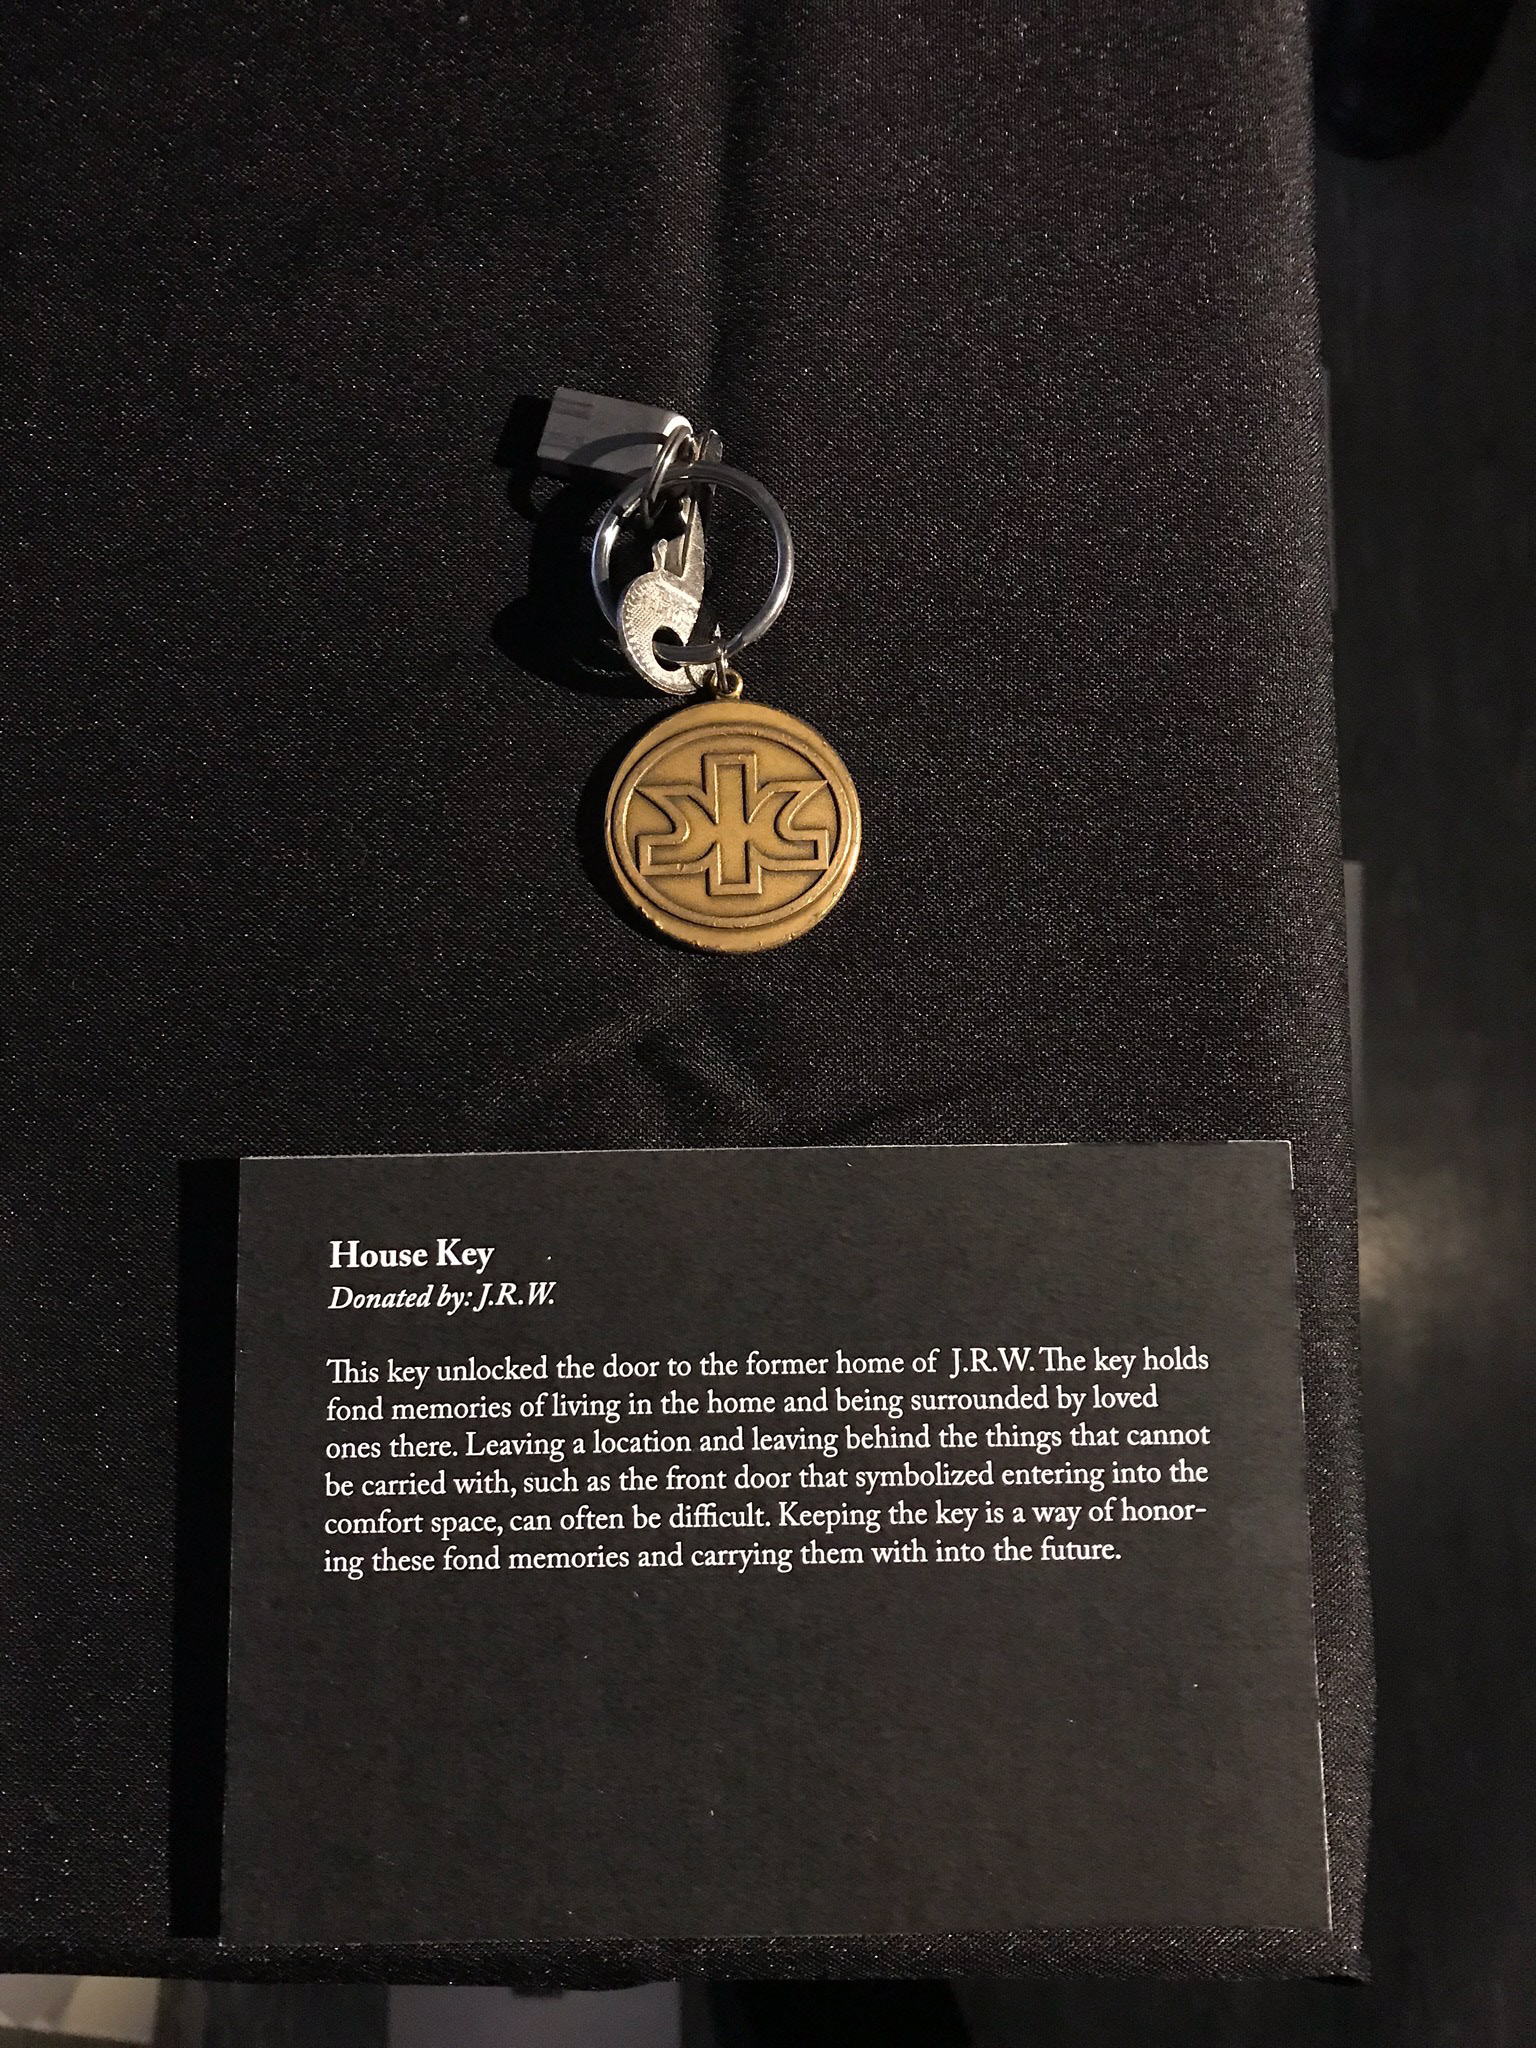 House Key
Donated by: J.R.W.
This key unlocked the door to the former home of J.R.W. The key holds
fond memories of living in the home and being surrounded by loved
ones there. Leaving a location and leaving behind the things that cannot
be carried with, such as the front door that symbolized entering into the
comfort space, can often be difficult. Keeping the key is a way of honor-
ing these fond memories and carrying them with into the future.